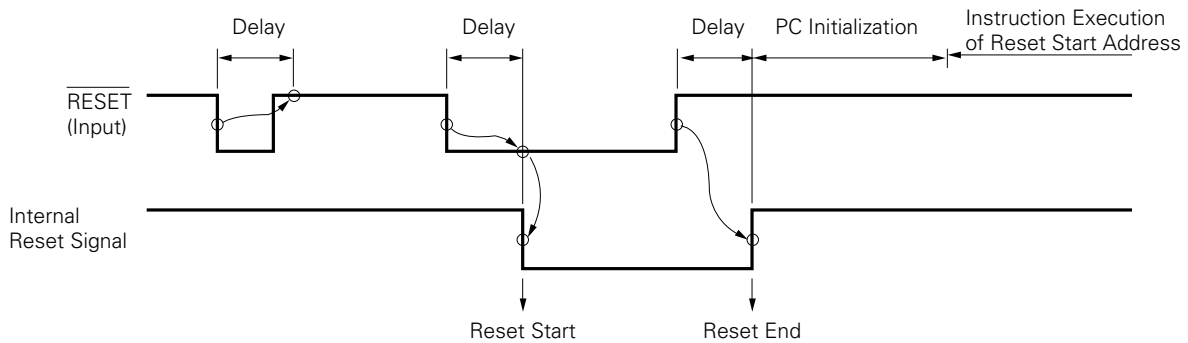 Delay
Delay
Delay
PC Initialization
Instruction Execution
of Reset Start Address
RESET
(Input)
Internal
Reset Signal
Reset Start
Reset End